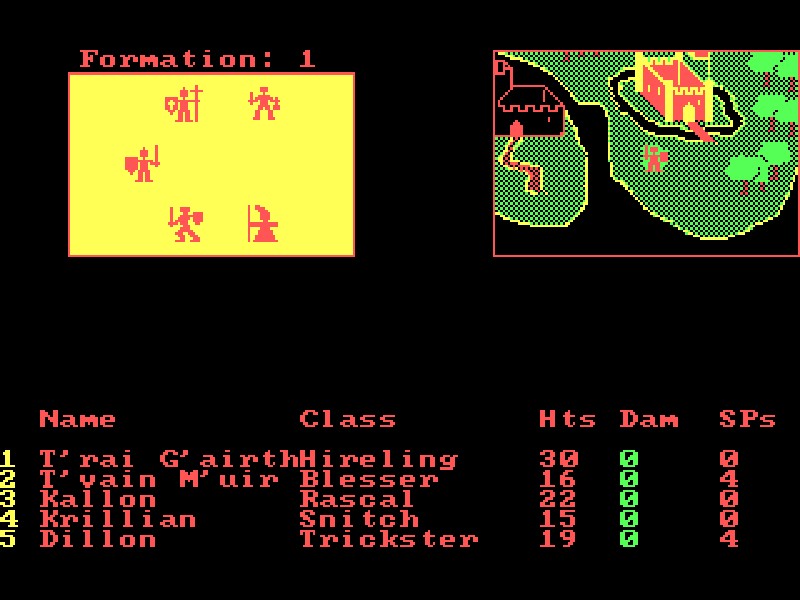 Formation: 1
Name Class Hts Dam SPs
1 T'rai G'airthHireling 30 0 0
2 T'vain M'uir Blesser 16 0 4
3 Kallon Rascal 22 0 0
4 Krillian Snitch 15 0 0
5 Dillon Trickster 19 0 4